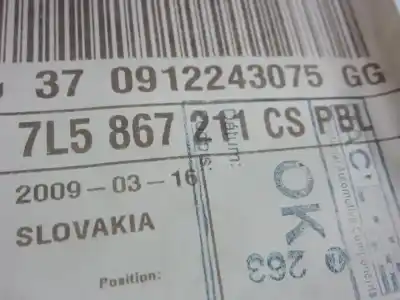 37 0912243075 GG
7L5 867 211 CS PBL
2009-03-16
SLOVAKIA
Position:
Datum:
OK
263